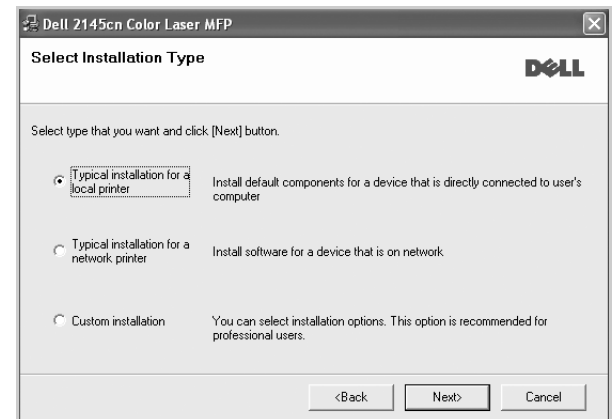 Dell 2145cn Color Laser MFP
Select Installation Type
DELL
Select type that you want and click [Next] button.
Typical installation for a
local printer
Install default components for a device that is directly connected to user's
computer
Typical installation for a
network printer
Install software for a device that is on network
Custom installation
You can select installation options. This option is recommended for
professional users.
<Back
Next>
Cancel